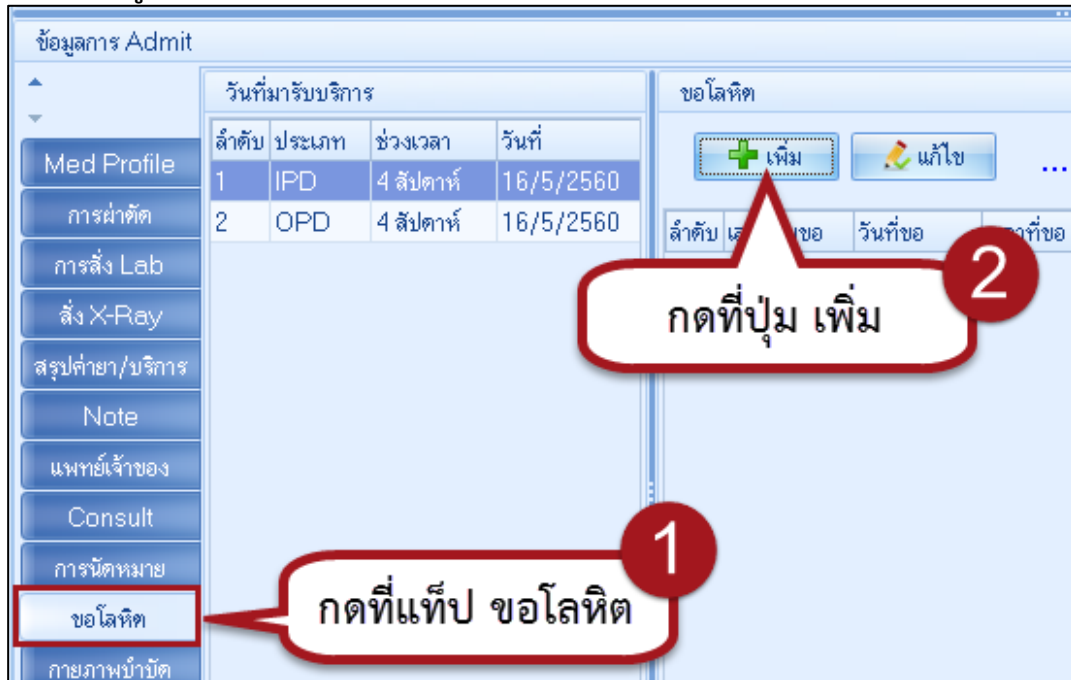 ข้อมูลการ Admit
วันที่มารับบริการ
ลำดับ ประเภท ช่วงเวลา วันที่
1 IPD 4 สัปดาห์ 16/5/2560
2 OPD 4 สัปดาห์ 16/5/2560
Med Profile
การผ่าตัด
การสั่ง Lab
สั่ง X-Ray
สรุปค่ายา/บริการ
Note
แพทย์เจ้าของ
Consult
การนัดหมาย
ขอโลหิต
กายภาพบำบัด
ขอโลหิต
เพิ่ม แก้ไข ...
ลำดับ วันที่ขอ
กดที่ปุ่ม เพิ่ม
2
กดที่แท็ป ขอโลหิต
1